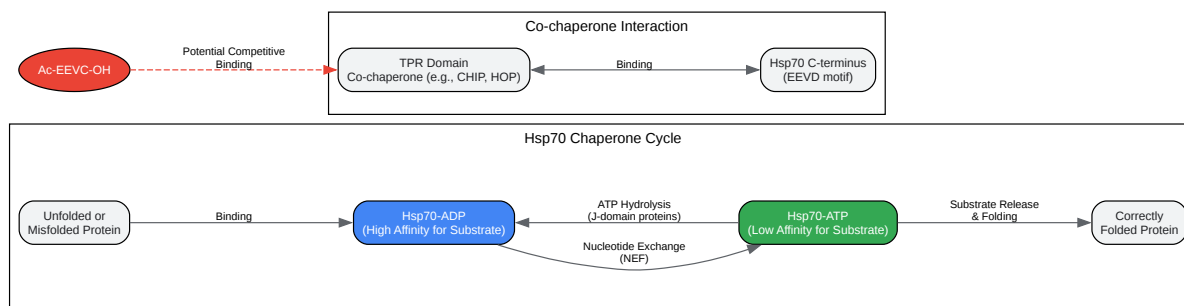 Co-chaperone Interaction
Ac-EEVC-OH
Potential Competitive
Binding
TPR Domain
Co-chaperone (e.g., CHIP, HOP)
Binding
Hsp70 C-terminus
(EEVD motif)
Hsp70 Chaperone Cycle
Unfolded or
Misfolded Protein
Binding
Hsp70-ADP
(High Affinity for Substrate)
ATP Hydrolysis
(J-domain proteins)
Nucleotide Exchange
(NEF)
Hsp70-ATP
(Low Affinity for Substrate)
Substrate Release
& Folding
Correctly
Folded Protein